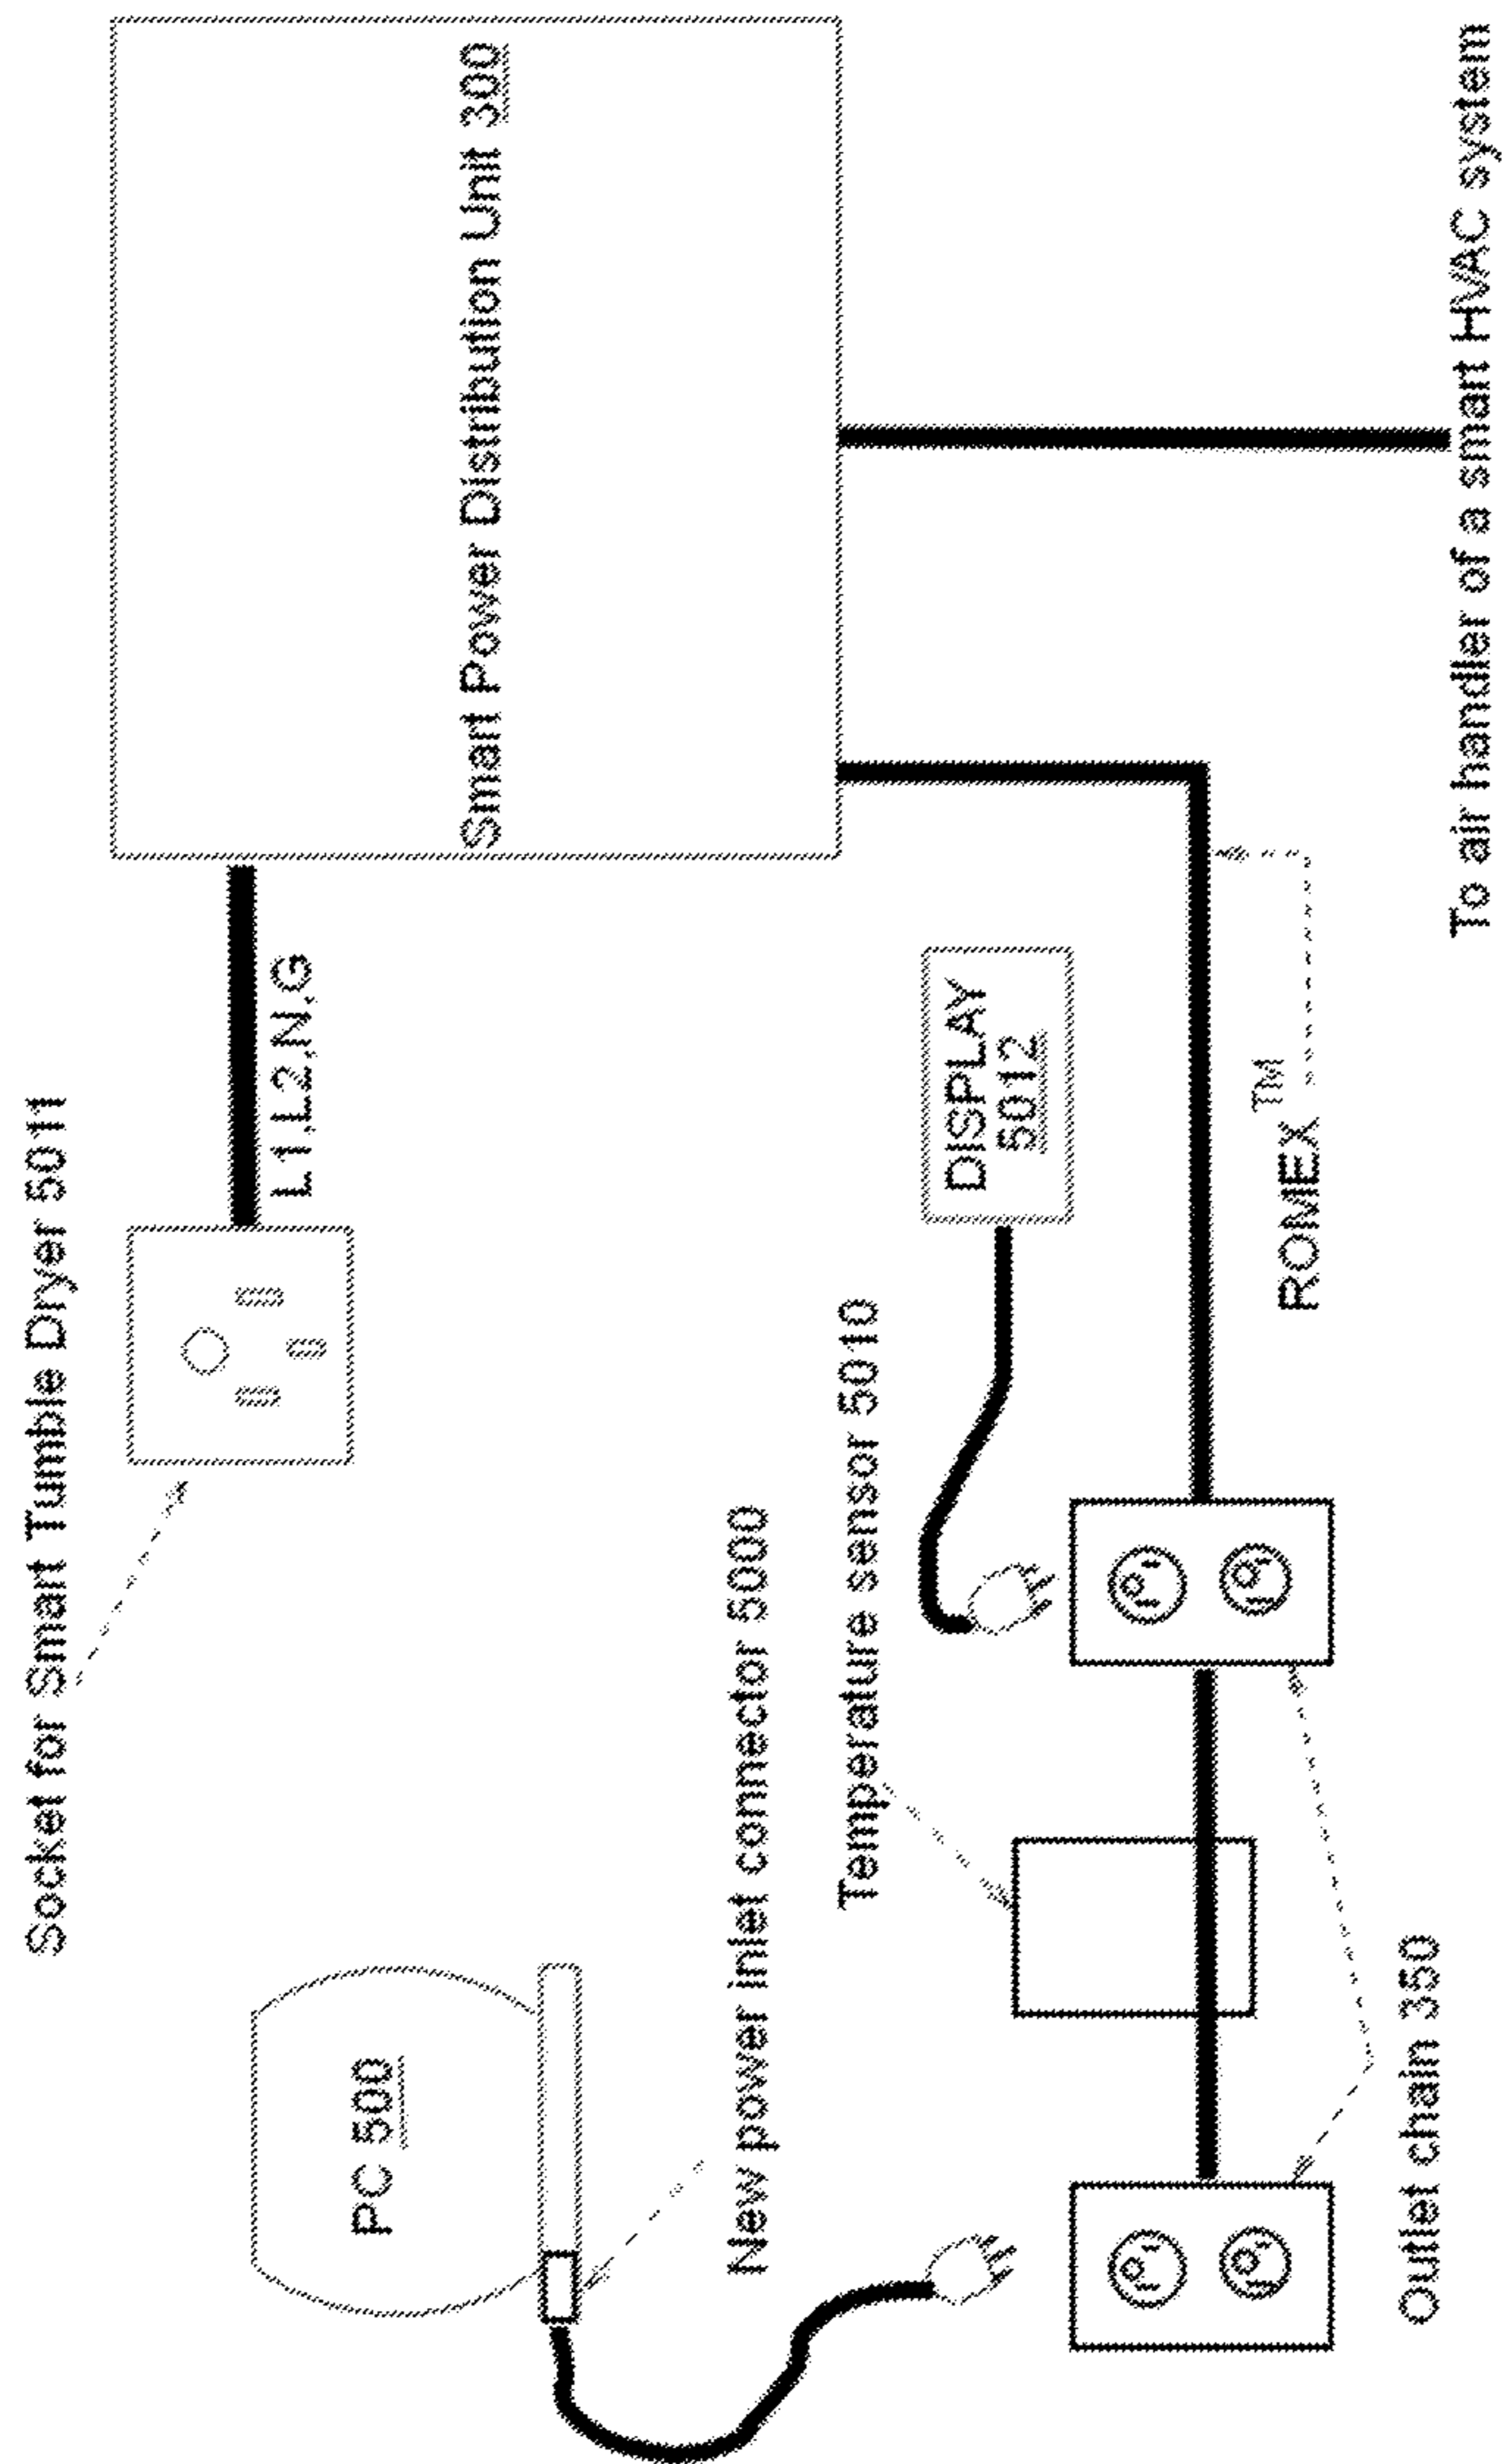 Socket for Smart Tumble Dryer 5011
L1,L2,N,G
Smart Power Distribution Unit 300
PC 500
New power inlet connector 5000
Temperature sensor 5010
DISPLAY
5012
ROMEX™
Outlet chain 350
To air handler of a smart HVAC system